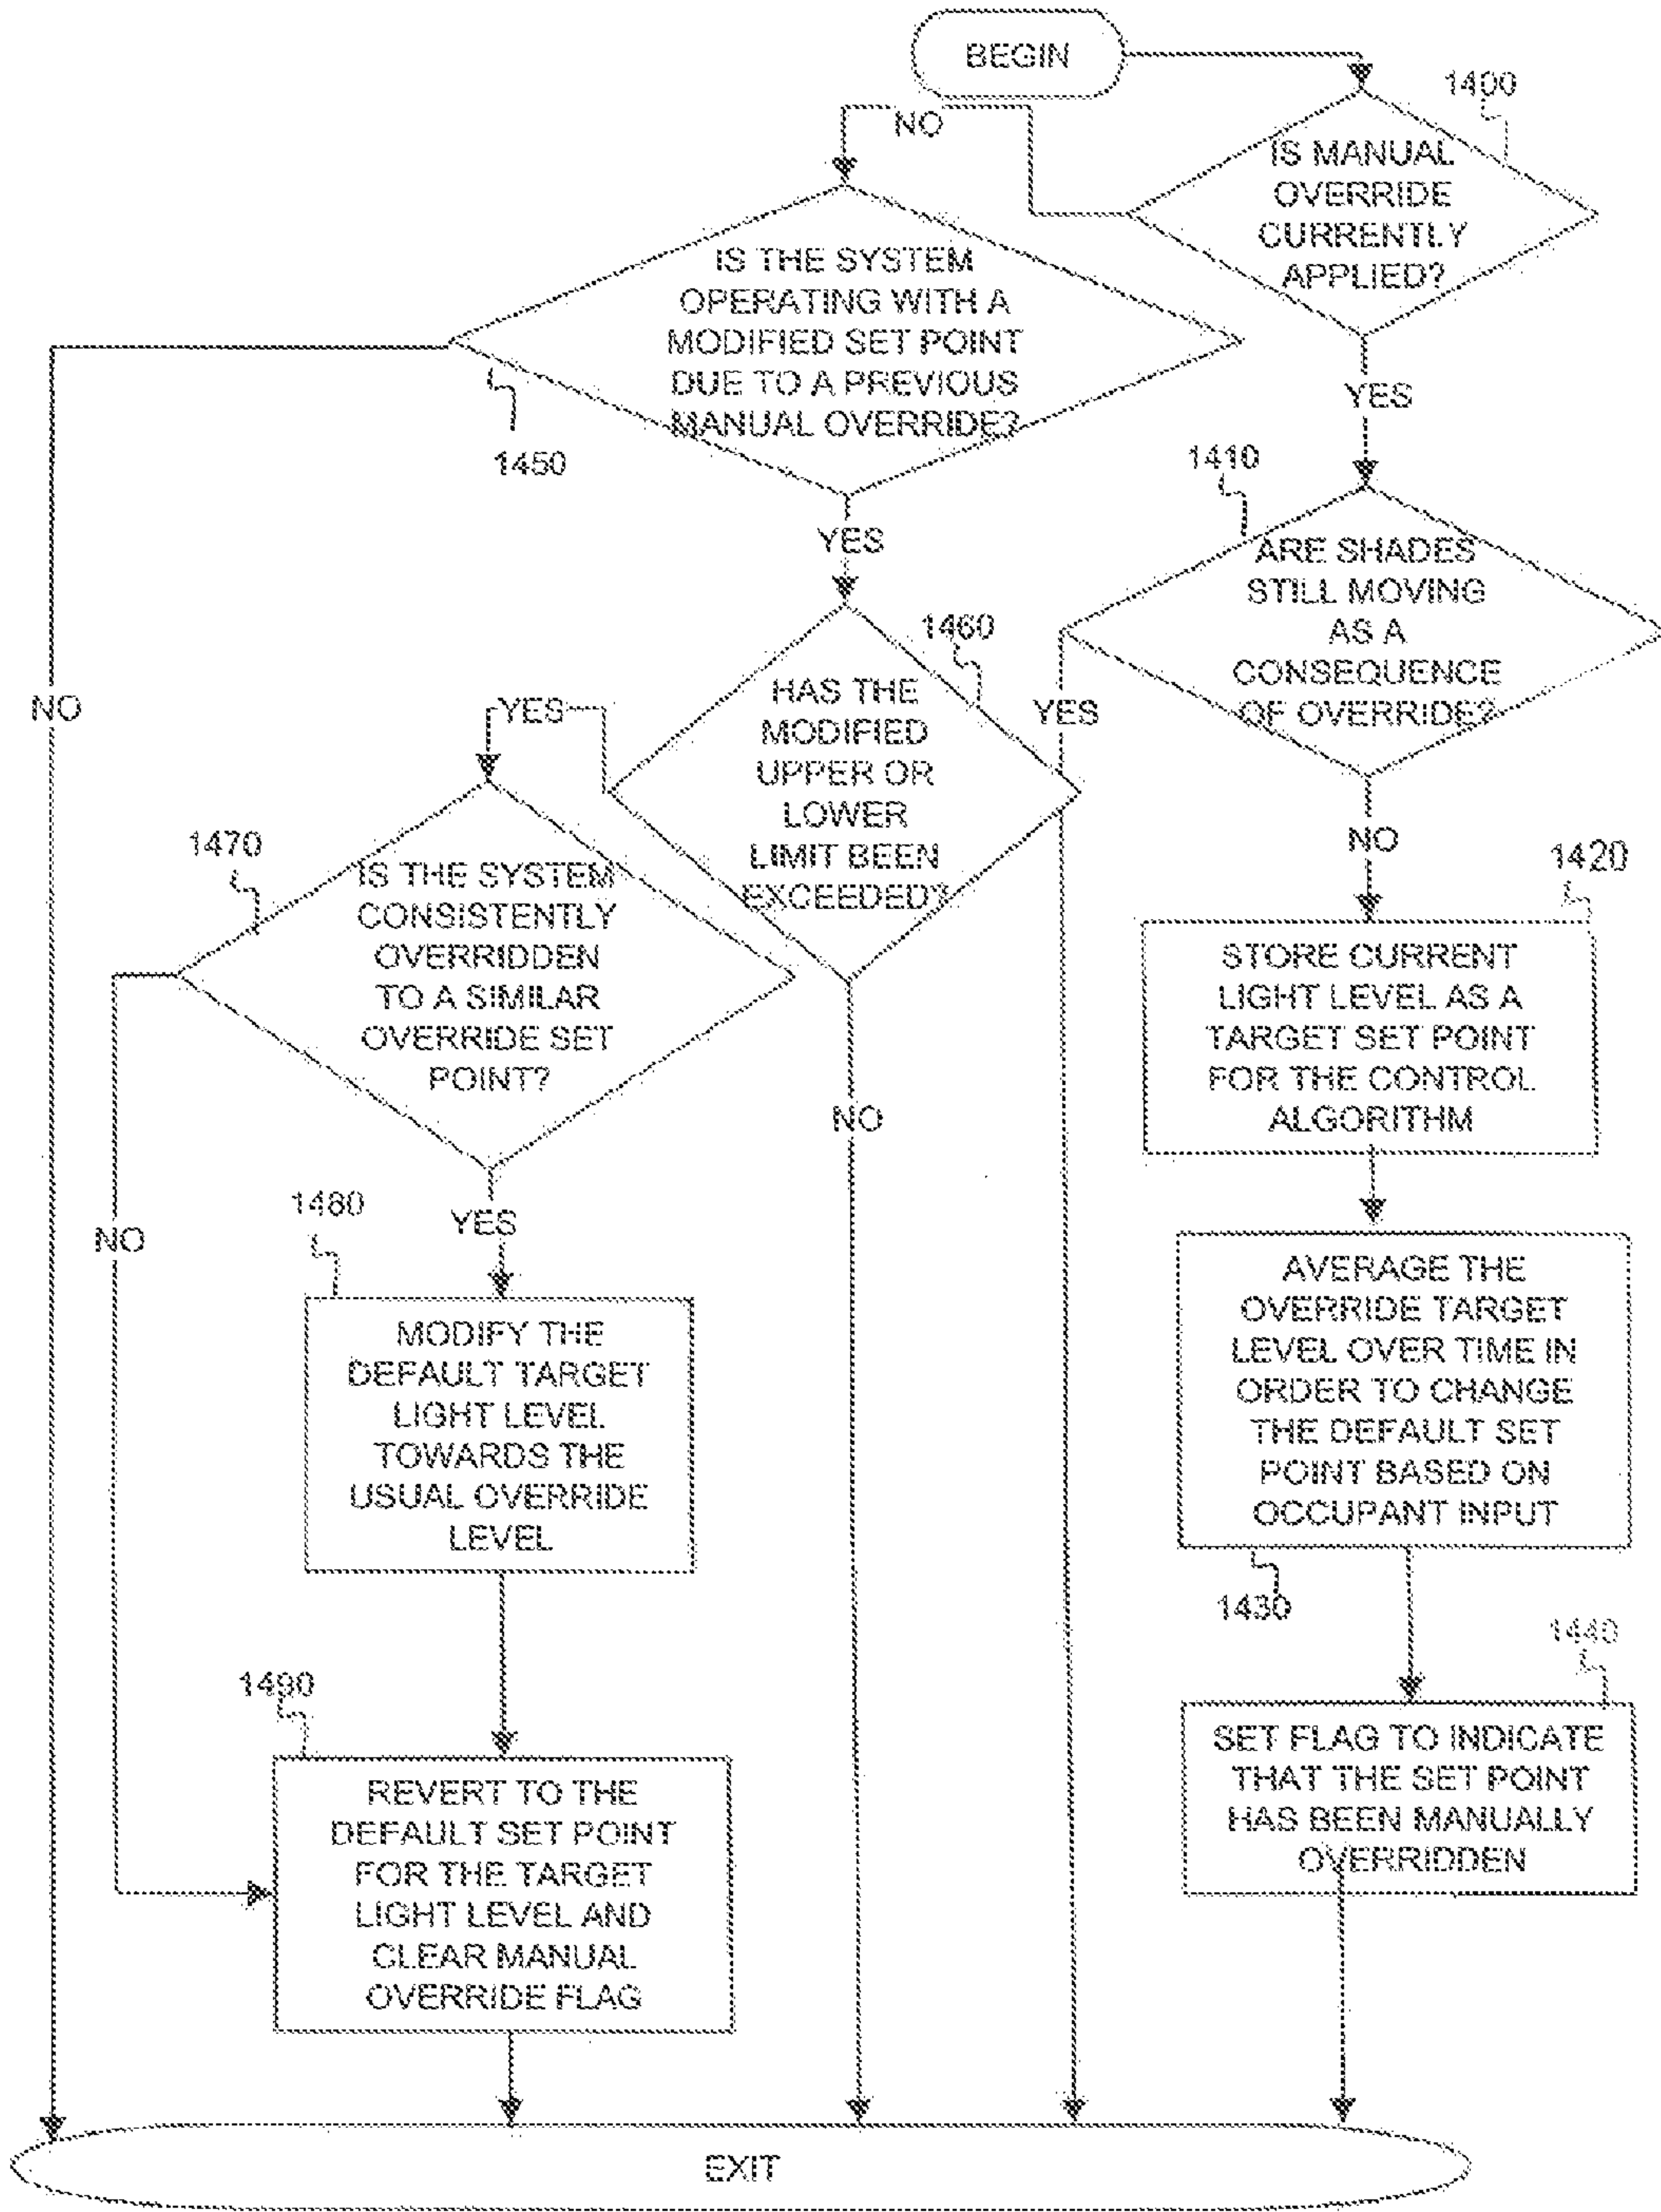 BEGIN
1400
NO
IS MANUAL
OVERRIDE
CURRENTLY
APPLIED?
IS THE SYSTEM
OPERATING WITH A
MODIFIED SET POINT
DUE TO A PREVIOUS
MANUAL OVERRIDE?
1450
YES
1410
YES
ARE SHADES
STILL MOVING
AS A
CONSEQUENCE
OF OVERRIDE?
1460
NO
YES
HAS THE
MODIFIED
UPPER OR
LOWER
LIMIT BEEN
EXCEEDED?
YES
NO
1470
IS THE SYSTEM
CONSISTENTLY
OVERRIDDEN
TO A SIMILAR
OVERRIDE SET
POINT?
1420
STORE CURRENT
LIGHT LEVEL AS A
TARGET SET POINT
FOR THE CONTROL
ALGORITHM
NO
1480
YES
NO
AVERAGE THE
OVERRIDE TARGET
LEVEL OVER TIME IN
ORDER TO CHANGE
THE DEFAULT SET
POINT BASED ON
OCCUPANT INPUT
1430
MODIFY THE
DEFAULT TARGET
LIGHT LEVEL
TOWARDS THE
USUAL OVERRIDE
LEVEL
1440
1490
SET FLAG TO INDICATE
THAT THE SET POINT
HAS BEEN MANUALLY
OVERRIDDEN
REVERT TO THE
DEFAULT SET POINT
FOR THE TARGET
LIGHT LEVEL AND
CLEAR MANUAL
OVERRIDE FLAG
EXIT